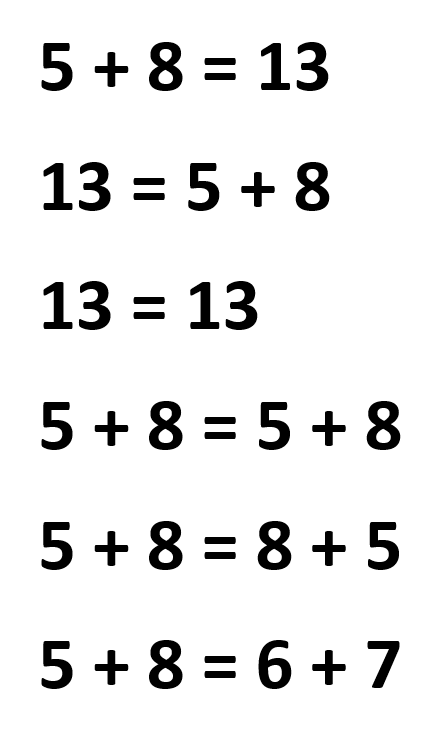 5 + 8 = 13
13 = 5 + 8
13 = 13
5 + 8 = 5 + 8
5 + 8 = 8 + 5
5 + 8 = 6 + 7